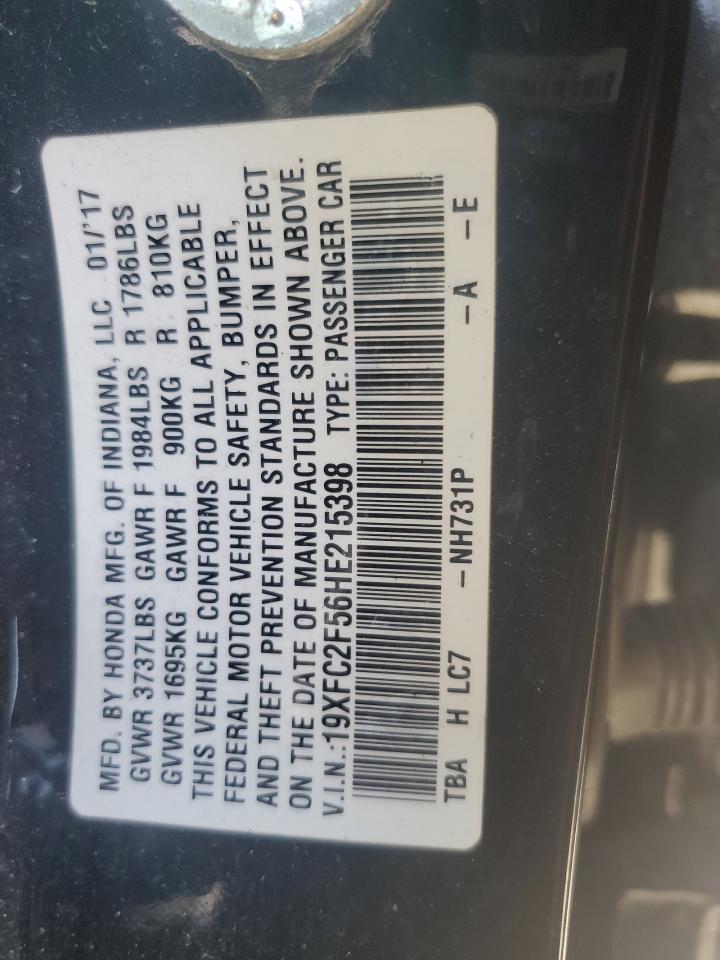 MFD. BY HONDA MFG. OF INDIANA, LLC 01/'17
GVWR 3737LBS GAWR F 1984LBS R 1786LBS
GVWR 1695KG GAWR F 900KG R 810KG
THIS VEHICLE CONFORMS TO ALL APPLICABLE
FEDERAL MOTOR VEHICLE SAFETY, BUMPER,
AND THEFT PREVENTION STANDARDS IN EFFECT
ON THE DATE OF MANUFACTURE SHOWN ABOVE.
V.I.N.:19XFC2F56HE215398 TYPE: PASSENGER CAR
TBA H LC7 -NH731P -A -E